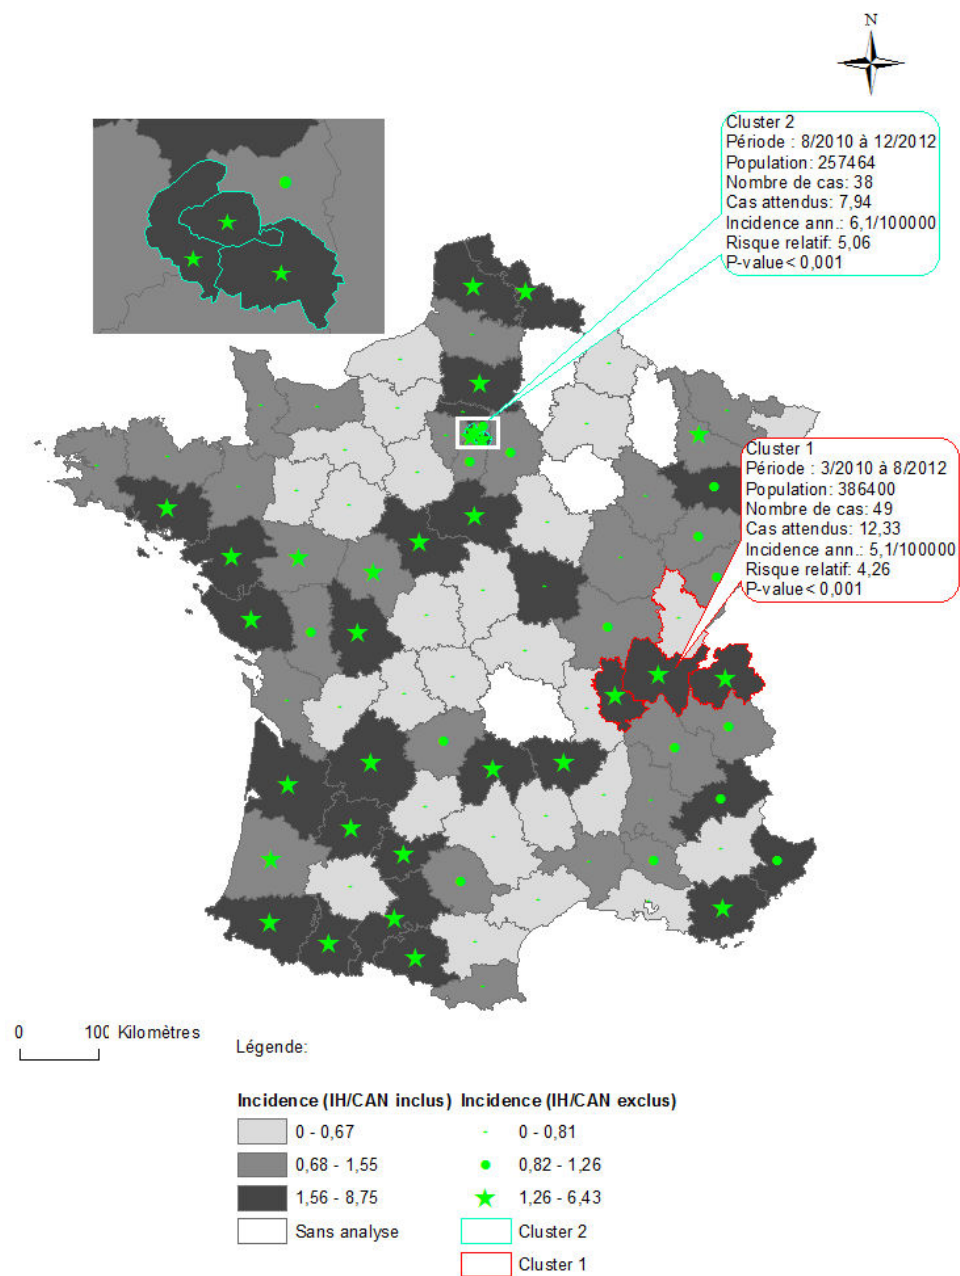 N
Cluster 2
Période : 8/2010 à 12/2012
Population: 257464
Nombre de cas: 38
Cas attendus: 7,94
Incidence ann.: 6,1/100000
Risque relatif: 5,06
P-value< 0,001
Cluster 1
Période : 3/2010 à 8/2012
Population: 386400
Nombre de cas: 49
Cas attendus: 12,33
Incidence ann.: 5,1/100000
Risque relatif: 4,26
P-value< 0,001
0 100 Kilomètres
Légende:
Incidence (IH/CAN inclus) Incidence (IH/CAN exclus)
0 - 0,67 0 - 0,81
0,68 - 1,55 0,82 - 1,26
1,56 - 8,75 1,26 - 6,43
Sans analyse Cluster 2
Cluster 1